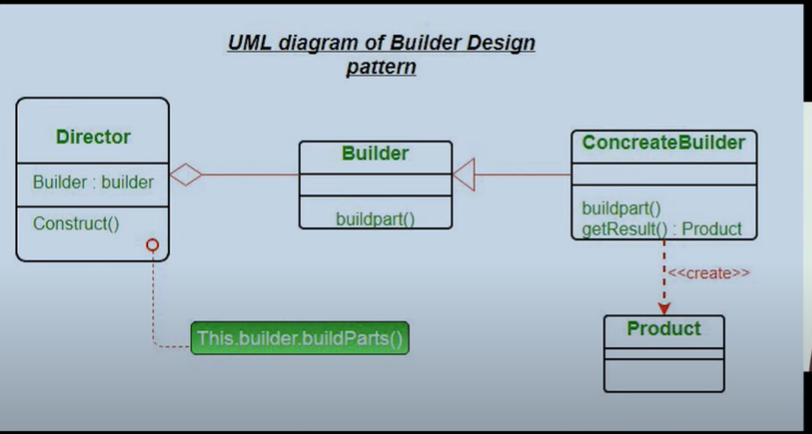 UML diagram of Builder Design
pattern
Director
Builder : builder
Construct()
This.builder.buildParts()
Builder
buildpart()
ConcreateBuilder
buildpart()
getResult() : Product
<<create>>
Product